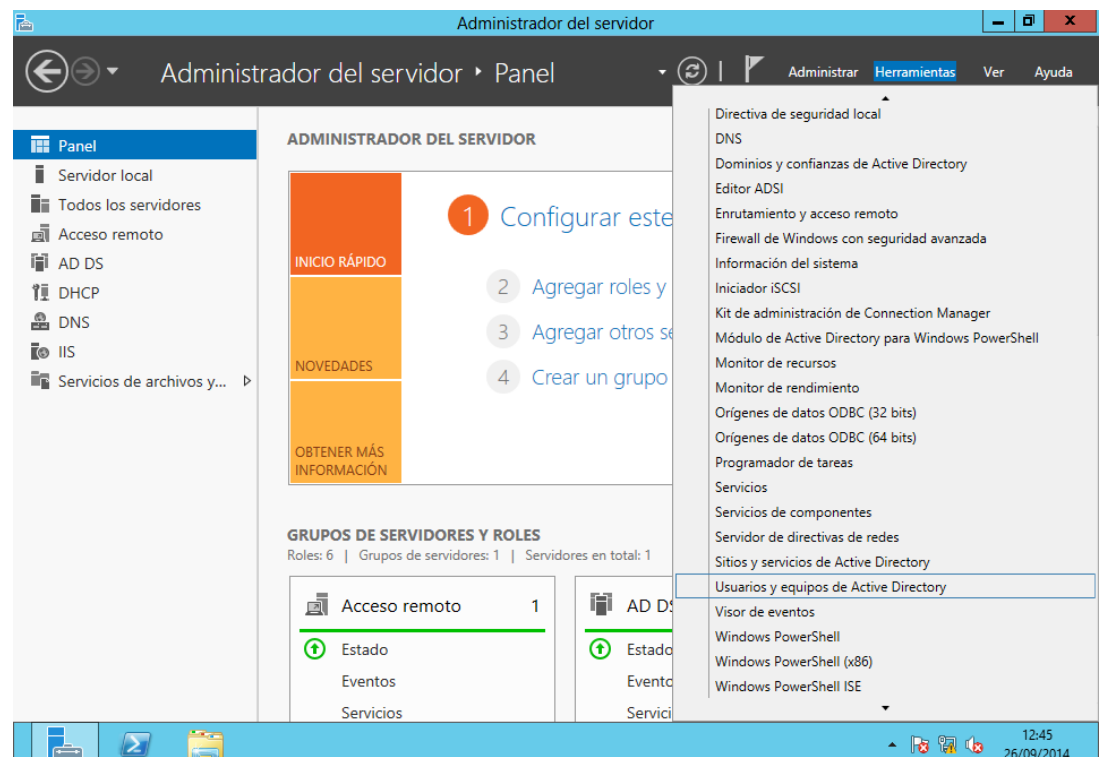 Administrador del servidor
Administrador del servidor ‣ Panel
Administrar Herramientas Ver Ayuda
Panel
Servidor local
Todos los servidores
Acceso remoto
AD DS
DHCP
DNS
IIS
Servicios de archivos y...
ADMINISTRADOR DEL SERVIDOR
INICIO RÁPIDO
NOVEDADES
OBTENER MÁS
INFORMACIÓN
1 Configurar este
2 Agregar roles y
3 Agregar otros se
4 Crear un grupo
GRUPOS DE SERVIDORES Y ROLES
Roles: 6 | Grupos de servidores: 1 | Servidores en total: 1
Acceso remoto 1
Estado
Eventos
Servicios
AD DS
Estado
Evento
Servici
Directiva de seguridad local
DNS
Dominios y confianzas de Active Directory
Editor ADSI
Enrutamiento y acceso remoto
Firewall de Windows con seguridad avanzada
Información del sistema
Iniciador iSCSI
Kit de administración de Connection Manager
Módulo de Active Directory para Windows PowerShell
Monitor de recursos
Monitor de rendimiento
Orígenes de datos ODBC (32 bits)
Orígenes de datos ODBC (64 bits)
Programador de tareas
Servicios
Servicios de componentes
Servidor de directivas de redes
Sitios y servicios de Active Directory
Usuarios y equipos de Active Directory
Visor de eventos
Windows PowerShell
Windows PowerShell (x86)
Windows PowerShell ISE
12:45
26/09/2014